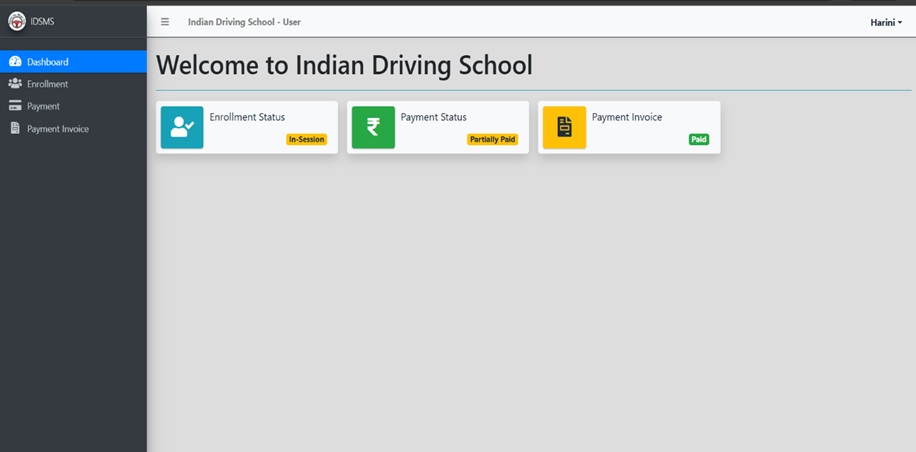 IDSMS
Indian Driving School - User
Harini
Dashboard
Enrollment
Payment
Payment Invoice
Welcome to Indian Driving School
Enrollment Status
In-Session
Payment Status
Partially Paid
Payment Invoice
Paid